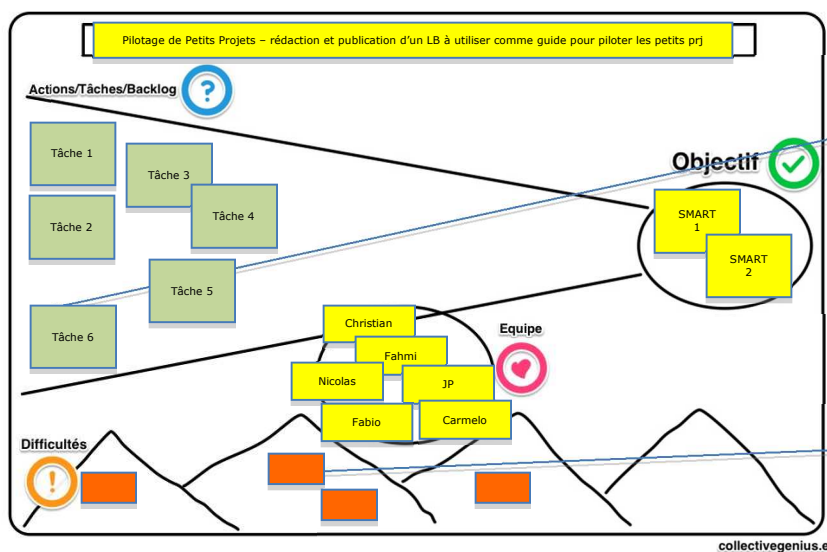 Pilotage de Petits Projets – rédaction et publication d'un LB à utiliser comme guide pour piloter les petits prj
Actions/Tâches/Backlog
?
Tâche 1
Tâche 3
Tâche 4
Tâche 2
Tâche 5
Tâche 6
Objectif
SMART
1
SMART
2
Equipe
Christian
Fahmi
Nicolas
JP
Fabio
Carmelo
Difficultés
!